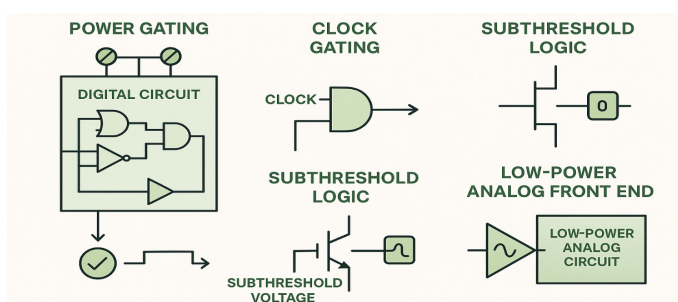 POWER GATING
DIGITAL CIRCUIT
CLOCK
GATING
CLOCK
SUBTHRESHOLD
LOGIC
0
SUBTHRESHOLD
LOGIC
SUBTHRESHOLD
VOLTAGE
LOW-POWER
ANALOG FRONT END
LOW-POWER
ANALOG
CIRCUIT